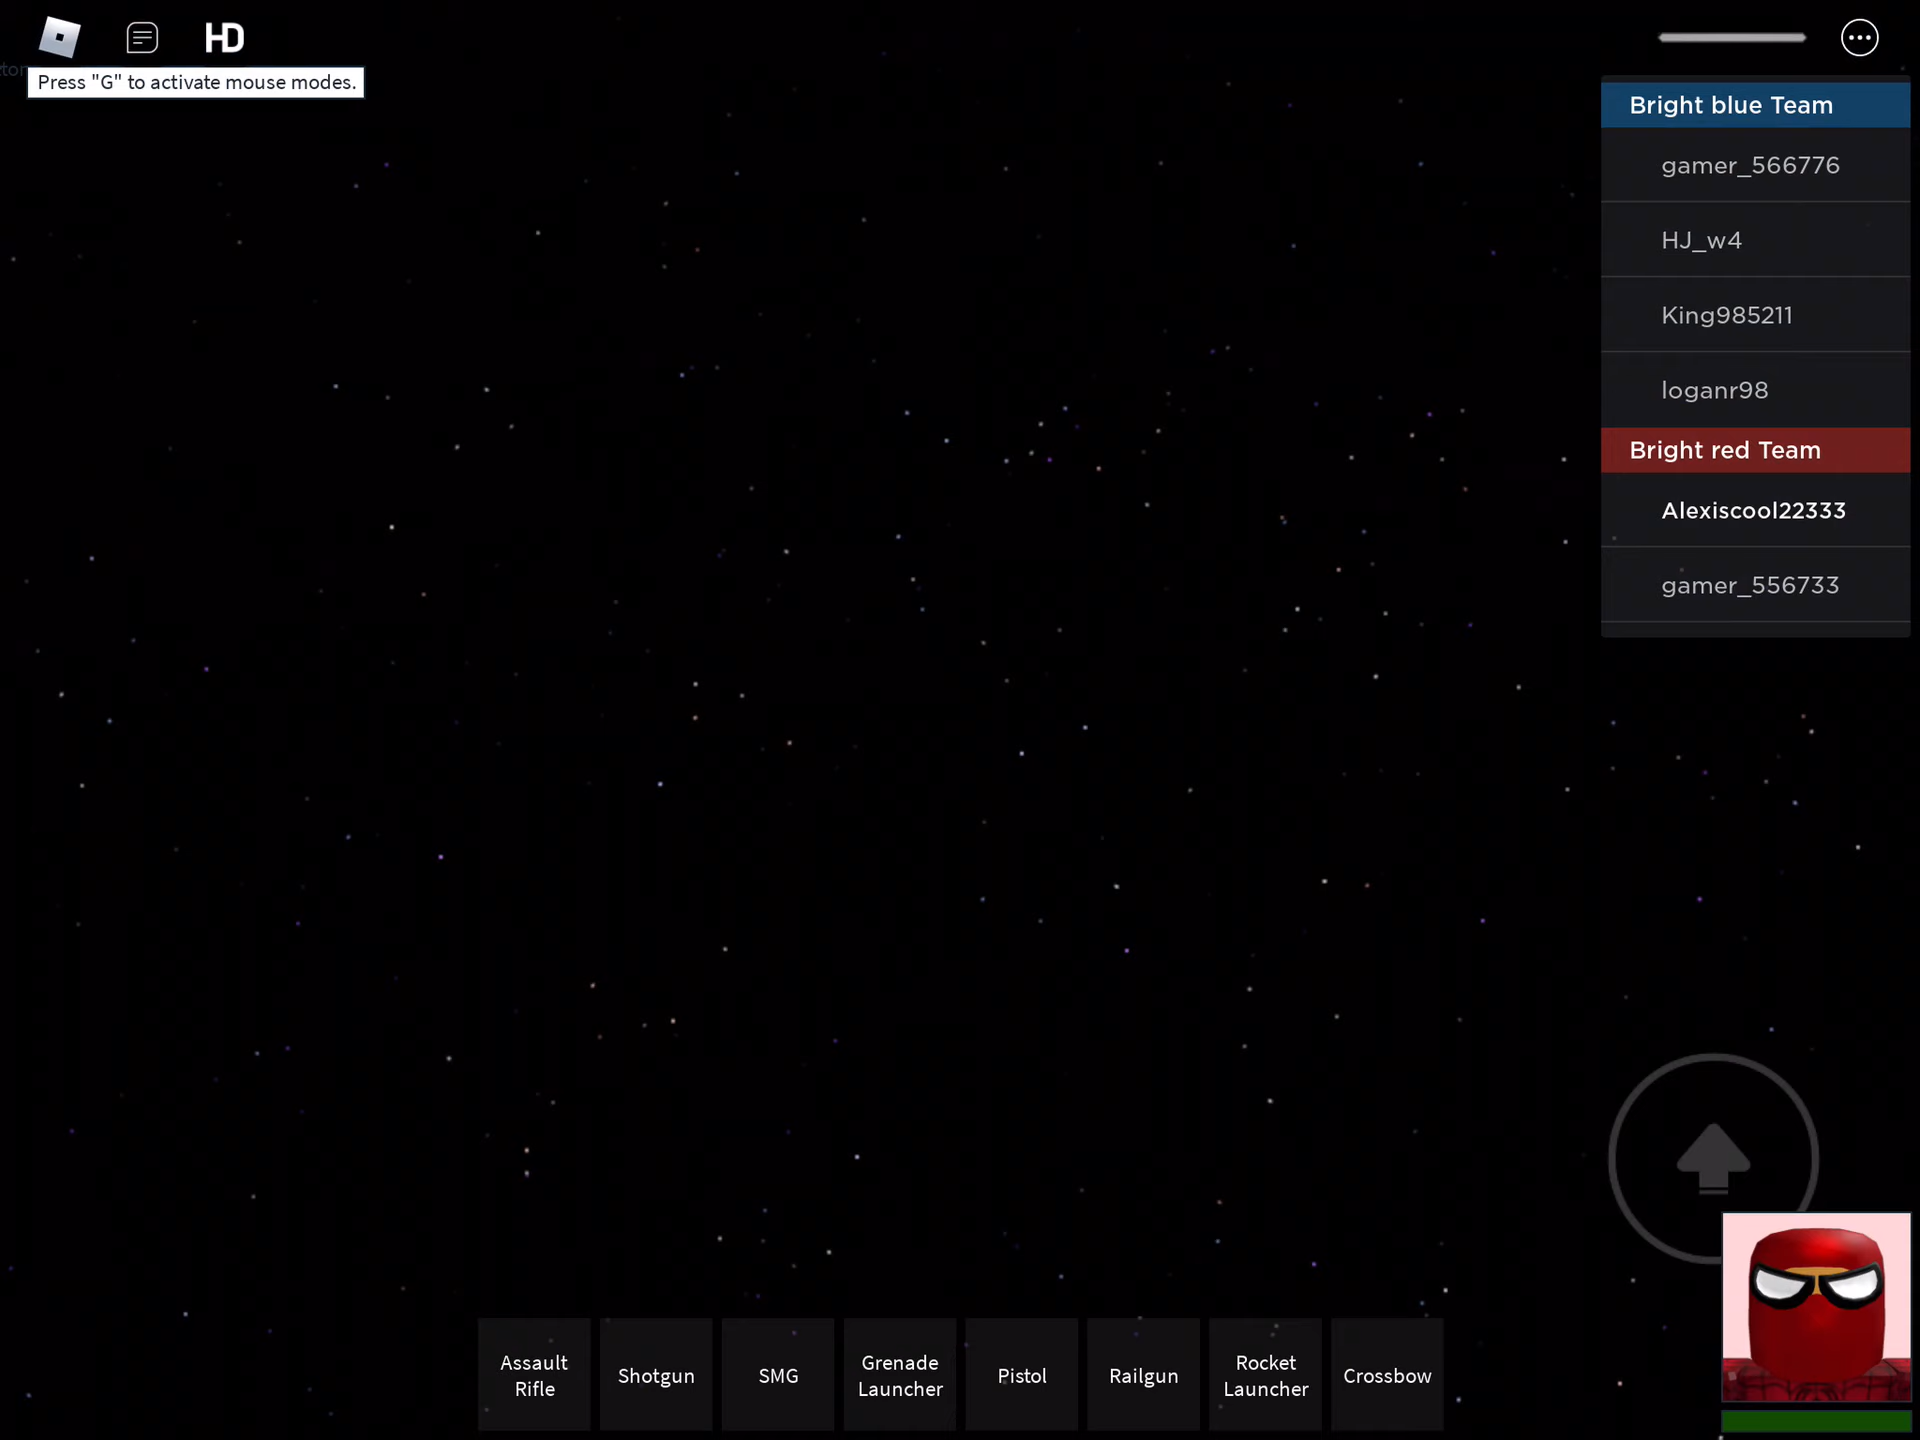 HD
Press "G" to activate mouse modes.
Bright blue Team
gamer_566776
HJ_w4
King985211
loganr98
Bright red Team
Alexiscool22333
gamer_556733
Assault
Rifle
Shotgun
SMG
Grenade
Launcher
Pistol
Railgun
Rocket
Launcher
Crossbow